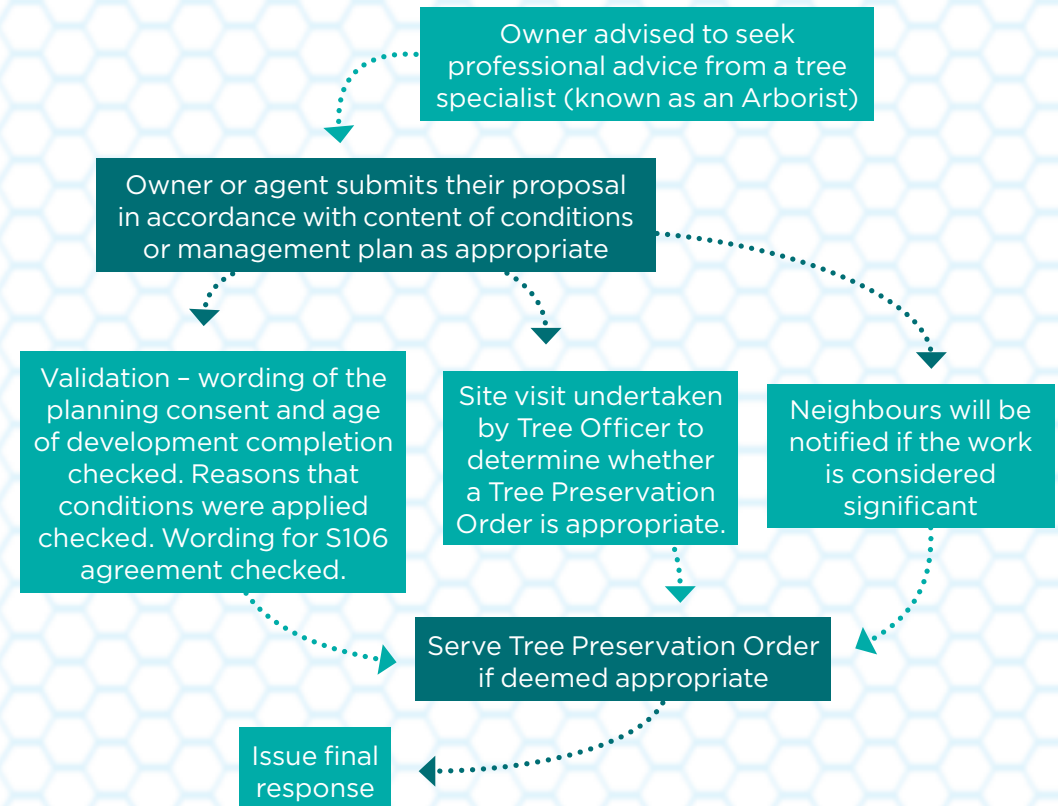 Owner advised to seek
professional advice from a tree
specialist (known as an Arborist)
Owner or agent submits their proposal
in accordance with content of conditions
or management plan as appropriate
Validation – wording of the
planning consent and age
of development completion
checked. Reasons that
conditions were applied
checked. Wording for S106
agreement checked.
Site visit undertaken
by Tree Officer to
determine whether
a Tree Preservation
Order is appropriate.
Neighbours will be
notified if the work
is considered
significant
Serve Tree Preservation Order
if deemed appropriate
Issue final
response